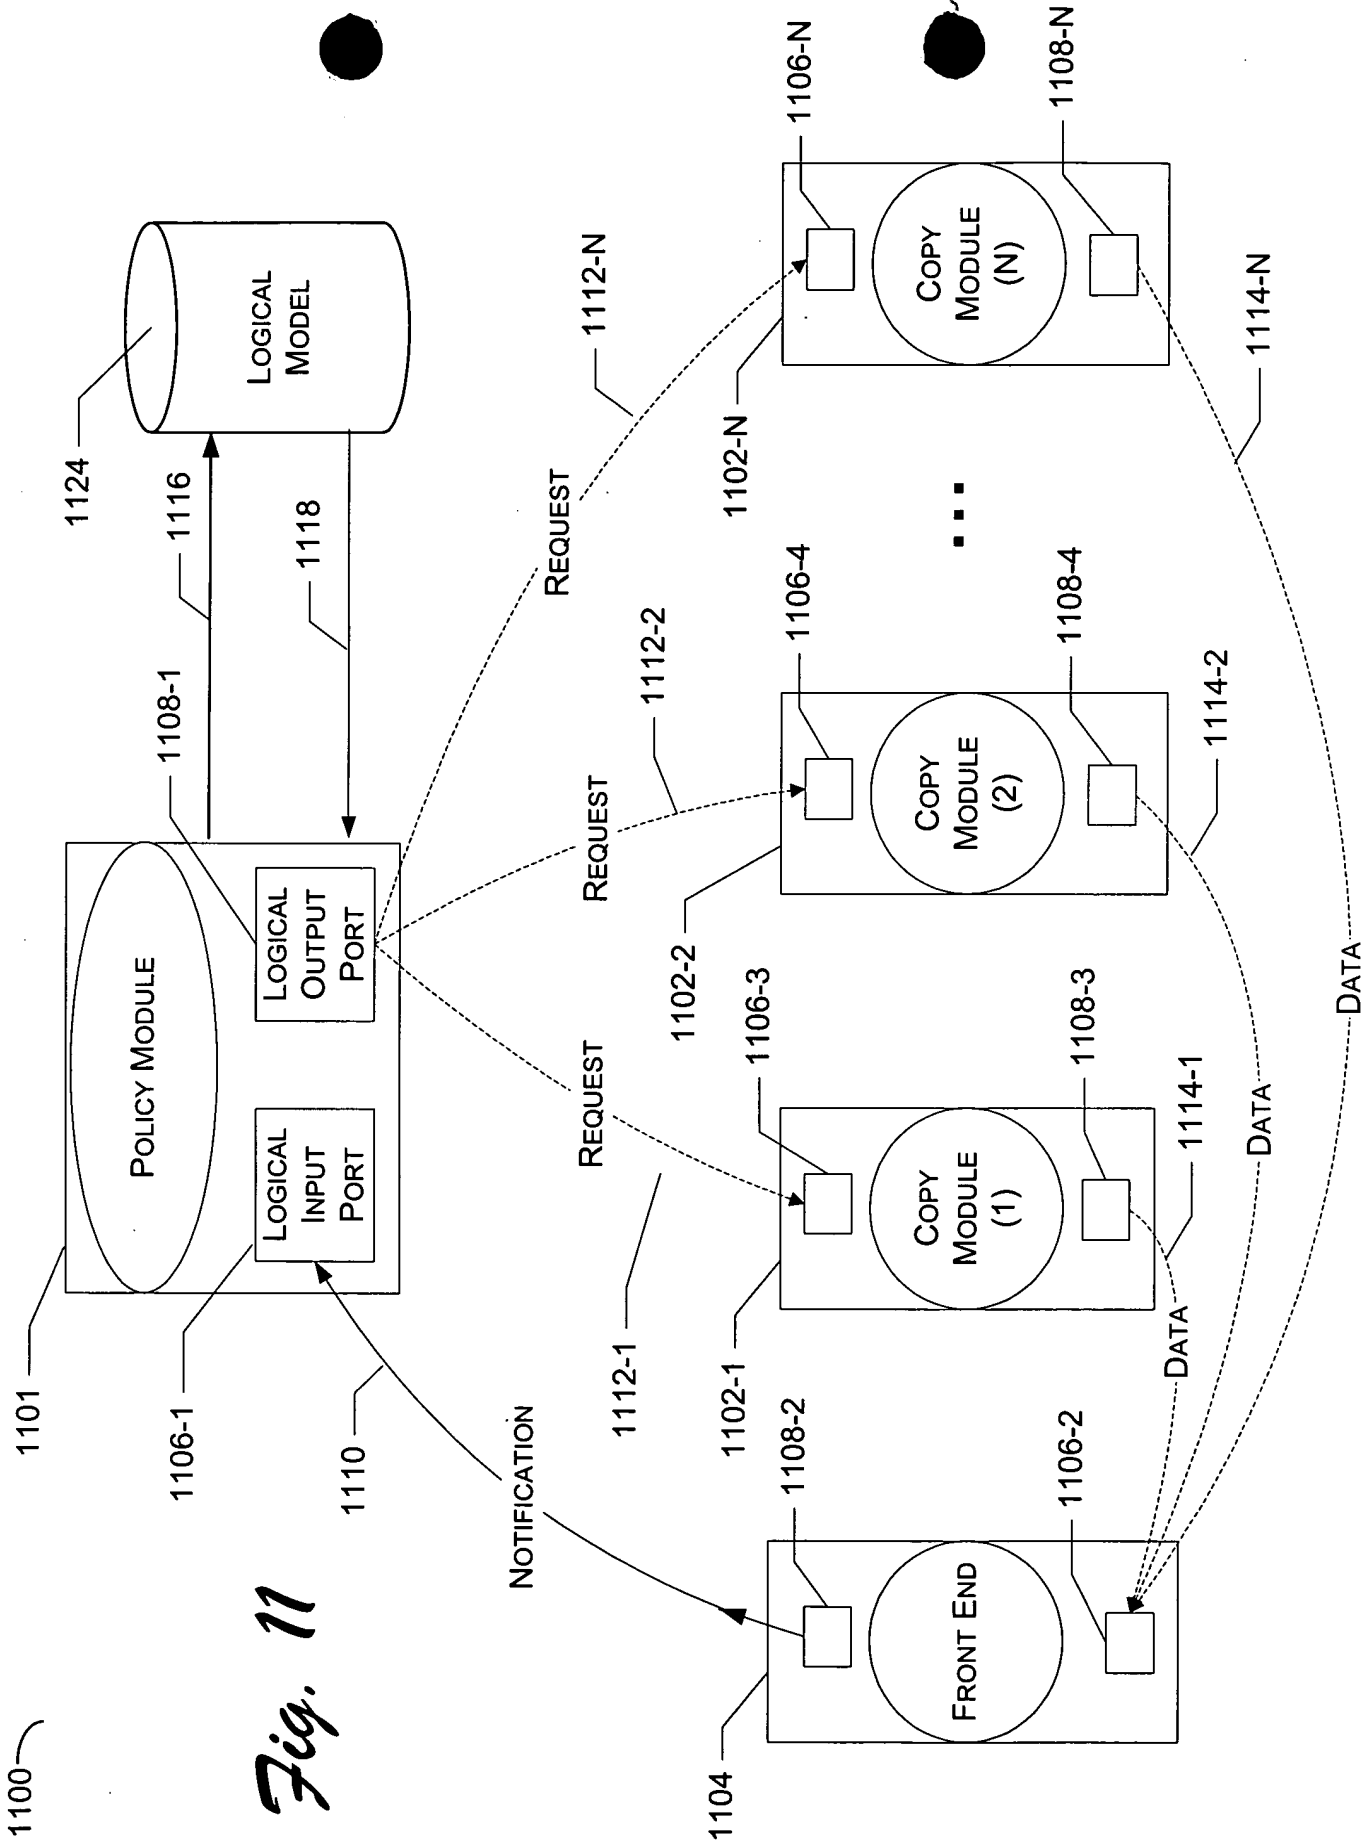 1100
Fig. 11
1101
POLICY MODULE
1106-1
LOGICAL
INPUT
PORT
LOGICAL
OUTPUT
PORT
1108-1
1116
1118
1124
LOGICAL
MODEL
1110
NOTIFICATION
REQUEST
1112-1
REQUEST
1112-2
REQUEST
1112-N
1104
FRONT END
1108-2
1106-2
1102-1
COPY
MODULE
(1)
1106-3
1108-3
1102-2
COPY
MODULE
(2)
1106-4
1108-4
...
1102-N
COPY
MODULE
(N)
1106-N
1108-N
DATA
1114-1
DATA
1114-2
DATA
1114-N